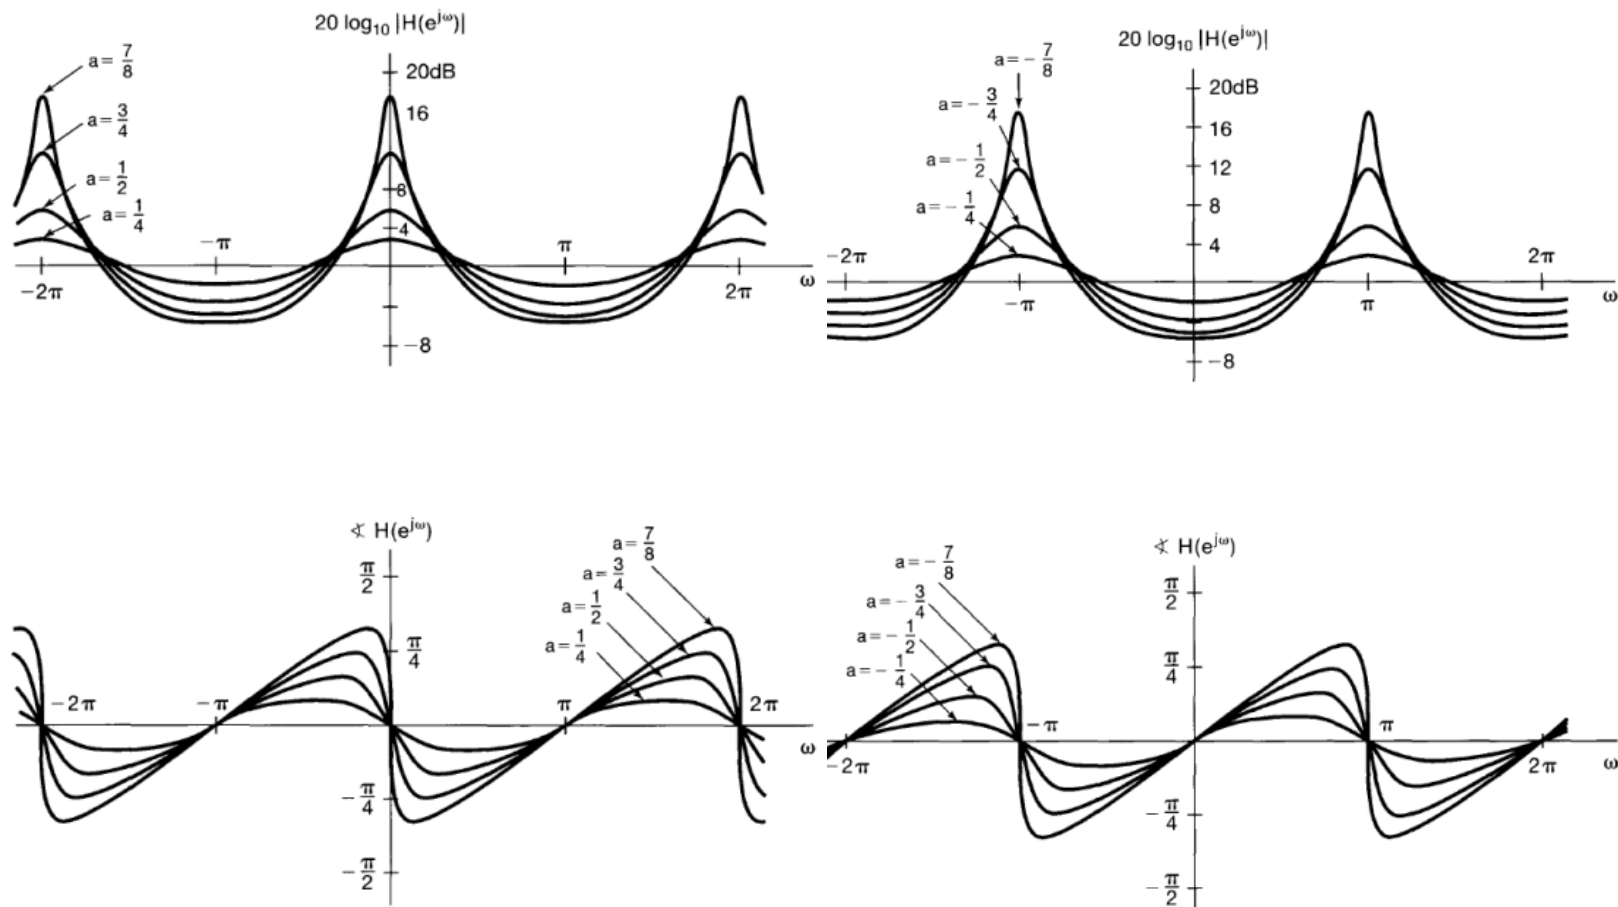 20 log₁₀ |H(e^{jω})|
a = 7/8
20dB
16
a = 3/4
a = 1/2
8
a = 1/4
4
−π
π
−2π
2π
ω
−8
20 log₁₀ |H(e^{jω})|
a = − 7/8
20dB
a = − 3/4
16
a = − 1/2
12
a = − 1/4
8
4
−2π
2π
−π
π
ω
−8
∢ H(e^{jω})
a = 7/8
π/2
a = 3/4
a = 1/2
a = 1/4
π/4
−2π
−π
π
2π
ω
−π/4
−π/2
∢ H(e^{jω})
a = − 7/8
π/2
a = − 3/4
a = − 1/2
a = − 1/4
π/4
−π
π
−2π
2π
ω
−π/4
−π/2